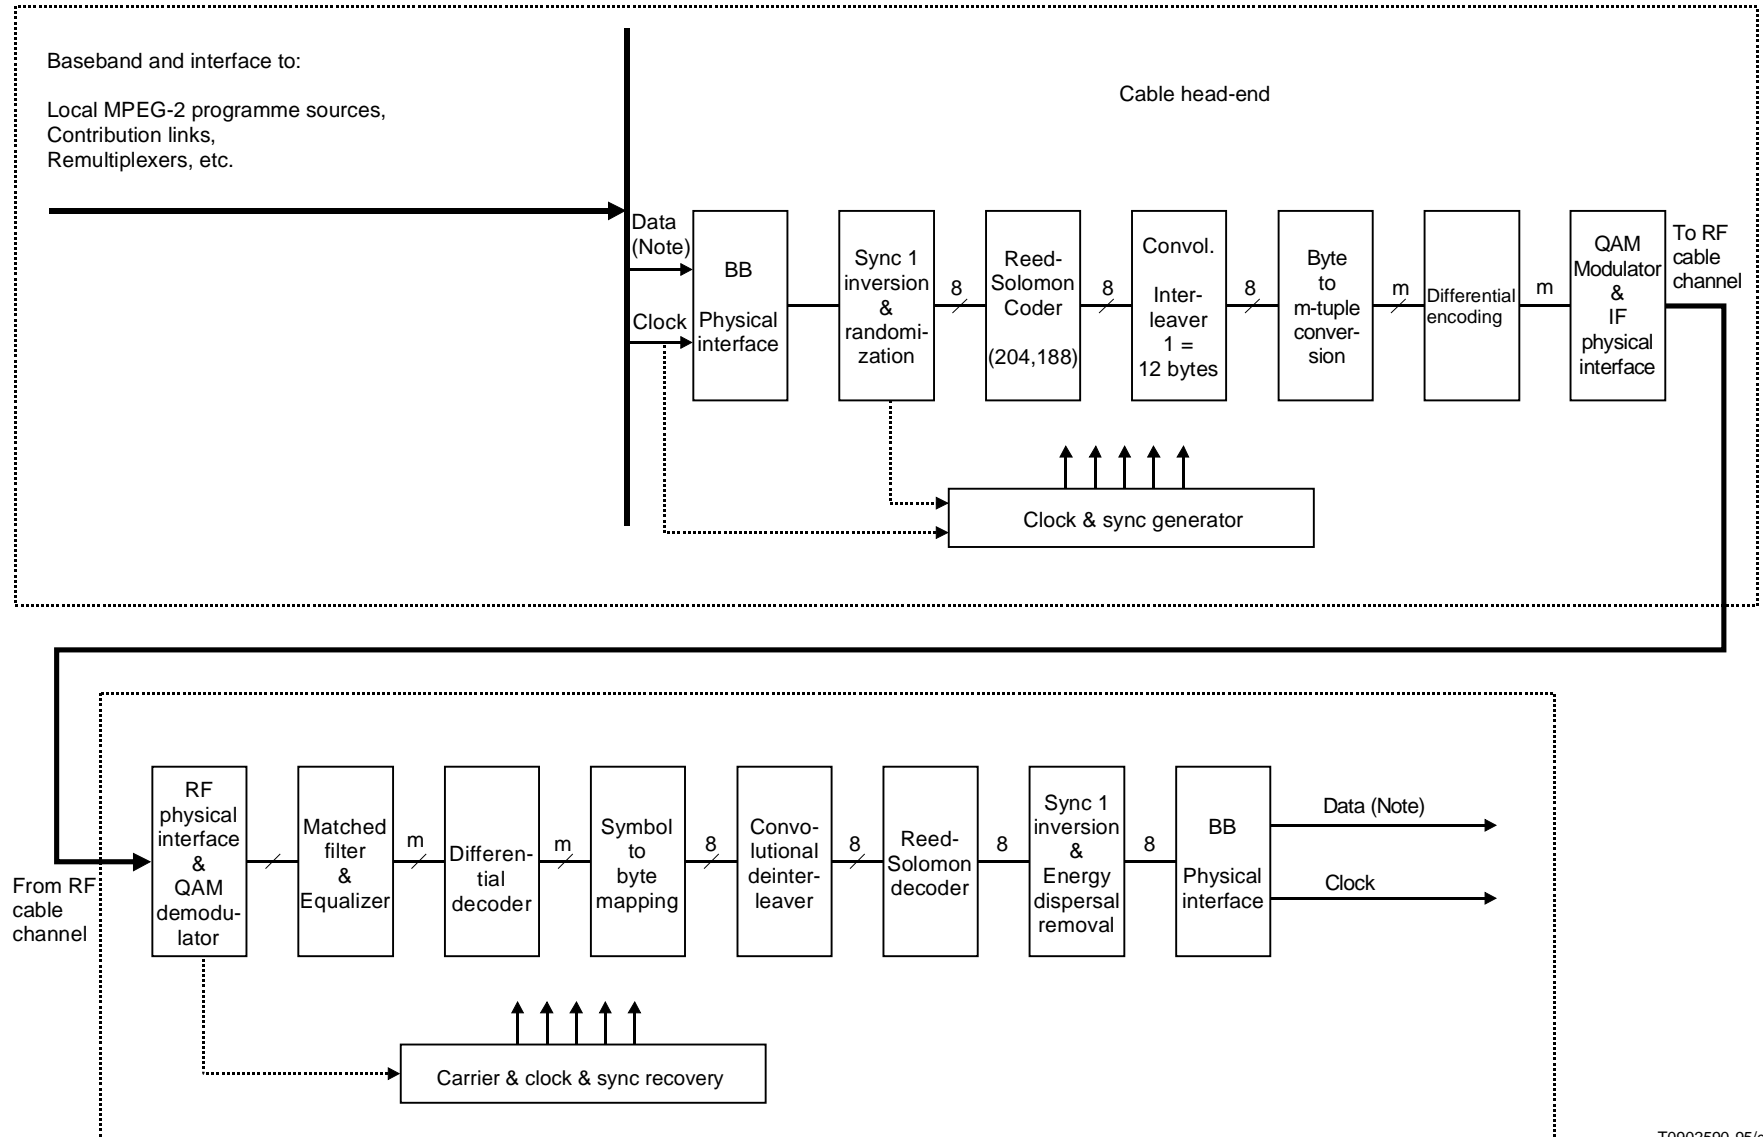 Baseband and interface to:
Local MPEG-2 programme sources,
Contribution links,
Remultiplexers, etc.
Cable head-end
Data
(Note)
Clock
BB
Physical
interface
Sync 1
inversion
&
randomi-
zation
8
Reed-
Solomon
Coder
(204,188)
8
Convol.
Inter-
leaver
1 =
12 bytes
8
Byte
to
m-tuple
conver-
sion
m
Differential
encoding
m
QAM
Modulator
&
IF
physical
interface
To RF
cable
channel
Clock & sync generator
From RF
cable
channel
RF
physical
interface
&
QAM
demodu-
lator
Matched
filter
&
Equalizer
m
Differen-
tial
decoder
m
Symbol
to
byte
mapping
8
Convo-
lutional
deinter-
leaver
8
Reed-
Solomon
decoder
8
Sync 1
inversion
&
Energy
dispersal
removal
8
BB
Physical
interface
Data (Note)
Clock
Carrier & clock & sync recovery